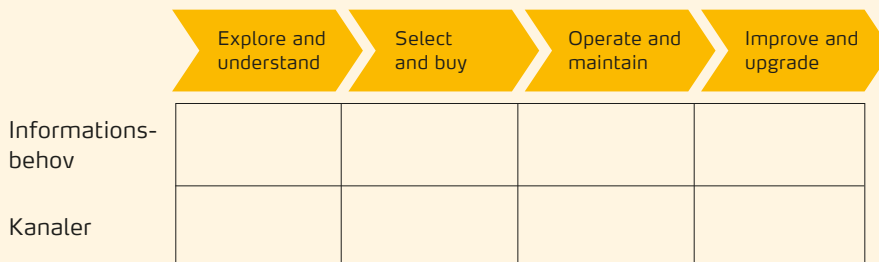 Explore and
understand
Select
and buy
Operate and
maintain
Improve and
upgrade
Informations-
behov
Kanaler